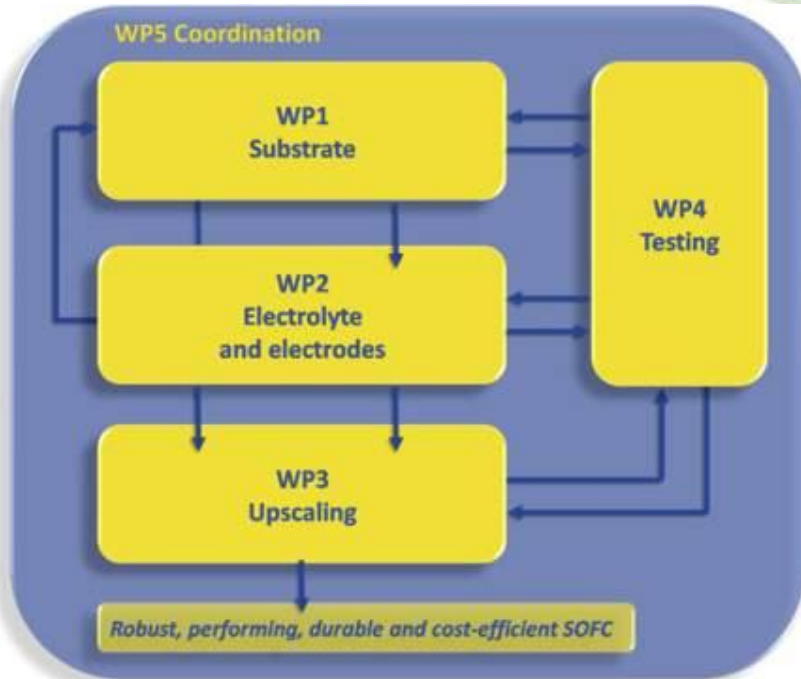 WP5 Coordination
WP1
Substrate
WP4
Testing
WP2
Electrolyte
and electrodes
WP3
Upscaling
Robust, performing, durable and cost-efficient SOFC